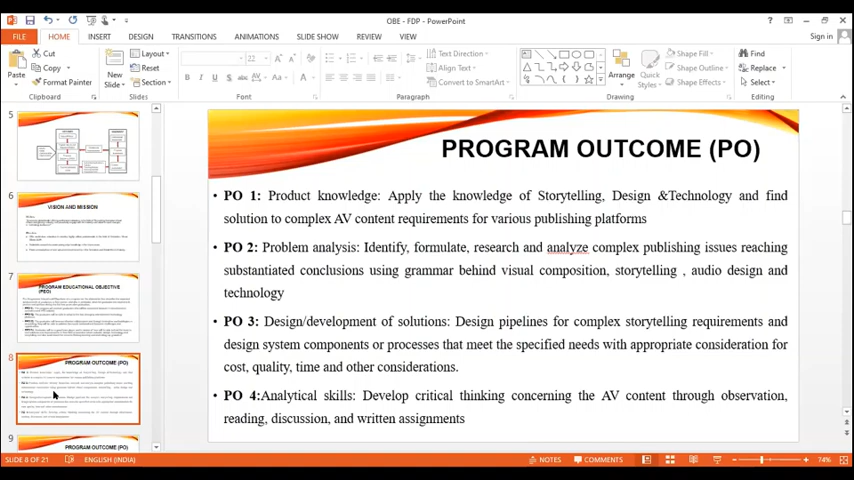 OBE - FDP - PowerPoint
FILE HOME INSERT DESIGN TRANSITIONS ANIMATIONS SLIDE SHOW REVIEW VIEW Sign in
Cut
Copy
Format Painter
Paste
Clipboard
New Slide
Layout
Reset
Section
Slides
22
Font
Text Direction
Align Text
Convert to SmartArt
Paragraph
Arrange
Quick Styles
Shape Fill
Shape Outline
Shape Effects
Drawing
Find
Replace
Select
Editing
5
6
VISION AND MISSION
7
PROGRAM EDUCATIONAL OBJECTIVE (PEO)
8
PROGRAM OUTCOME (PO)
9
PROGRAM OUTCOME (PO)
PROGRAM OUTCOME (PO)
• PO 1: Product knowledge: Apply the knowledge of Storytelling, Design &Technology and find
solution to complex AV content requirements for various publishing platforms
• PO 2: Problem analysis: Identify, formulate, research and analyze complex publishing issues reaching
substantiated conclusions using grammar behind visual composition, storytelling , audio design and
technology
• PO 3: Design/development of solutions: Design pipelines for complex storytelling requirements and
design system components or processes that meet the specified needs with appropriate consideration for
cost, quality, time and other considerations.
• PO 4:Analytical skills: Develop critical thinking concerning the AV content through observation,
reading, discussion, and written assignments
SLIDE 8 OF 21 ENGLISH (INDIA) NOTES COMMENTS 74%